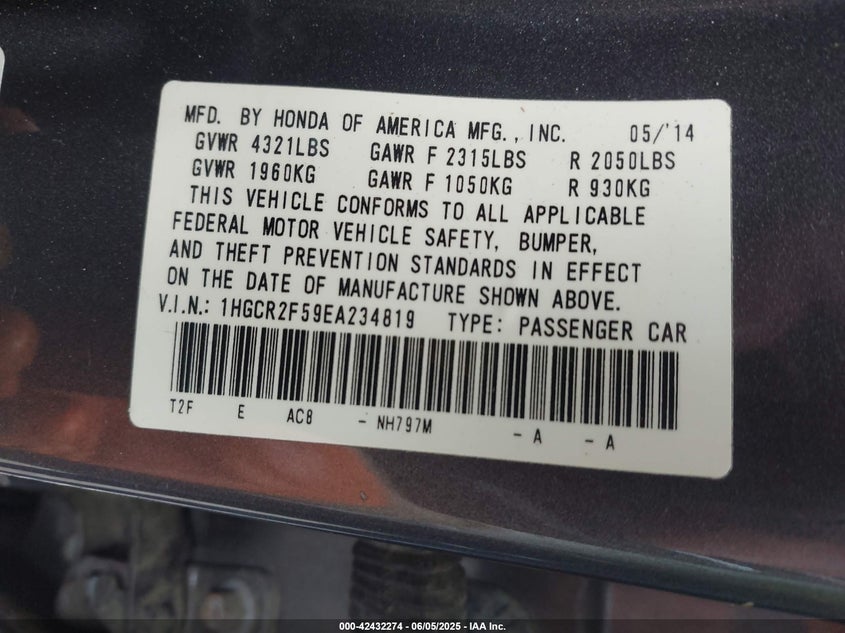 MFD. BY HONDA OF AMERICA MFG., INC. 05/'14
GVWR 4321LBS GAWR F 2315LBS R 2050LBS
GVWR 1960KG GAWR F 1050KG R 930KG
THIS VEHICLE CONFORMS TO ALL APPLICABLE
FEDERAL MOTOR VEHICLE SAFETY, BUMPER,
AND THEFT PREVENTION STANDARDS IN EFFECT
ON THE DATE OF MANUFACTURE SHOWN ABOVE.
V.I.N.: 1HGCR2F59EA234819 TYPE: PASSENGER CAR
T2F E AC8 - NH797M - A - A
000-42432274 - 06/05/2025 - IAA Inc.